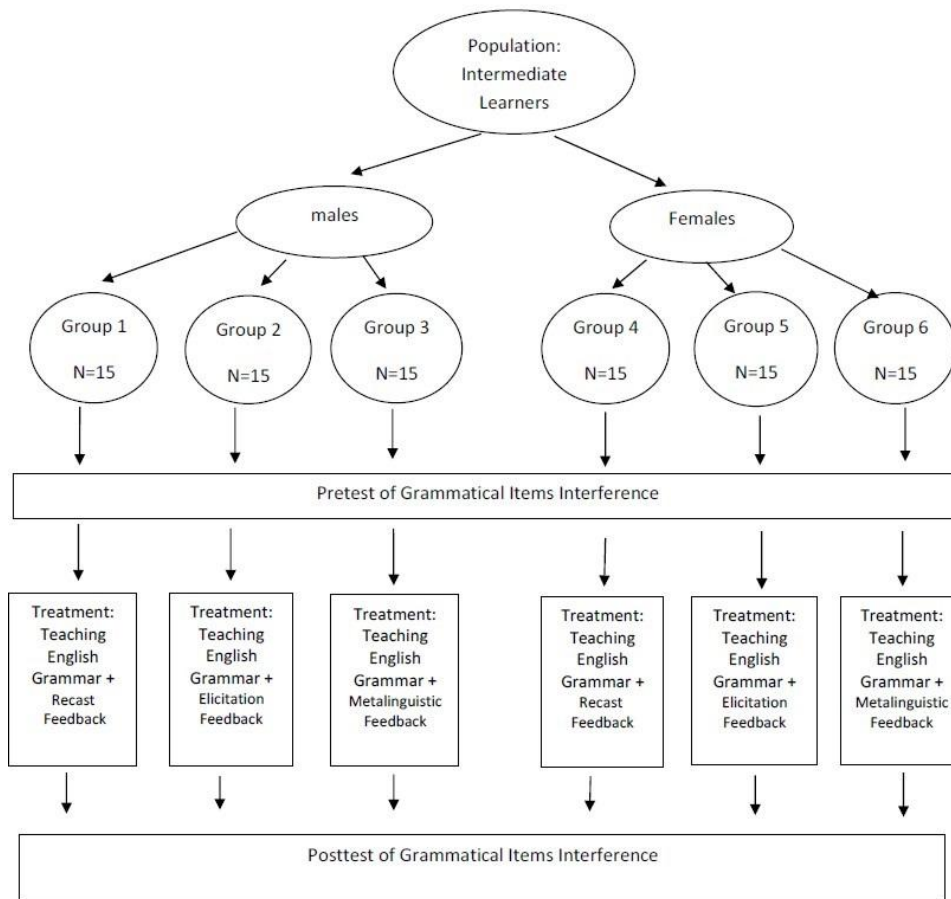 Population:
Intermediate
Learners
males
Females
Group 1
N=15
Group 2
N=15
Group 3
N=15
Group 4
N=15
Group 5
N=15
Group 6
N=15
Pretest of Grammatical Items Interference
Treatment:
Teaching
English
Grammar +
Recast
Feedback
Treatment:
Teaching
English
Grammar +
Elicitation
Feedback
Treatment:
Teaching
English
Grammar +
Metalinguistic
Feedback
Treatment:
Teaching
English
Grammar +
Recast
Feedback
Treatment:
Teaching
English
Grammar +
Elicitation
Feedback
Treatment:
Teaching
English
Grammar +
Metalinguistic
Feedback
Posttest of Grammatical Items Interference